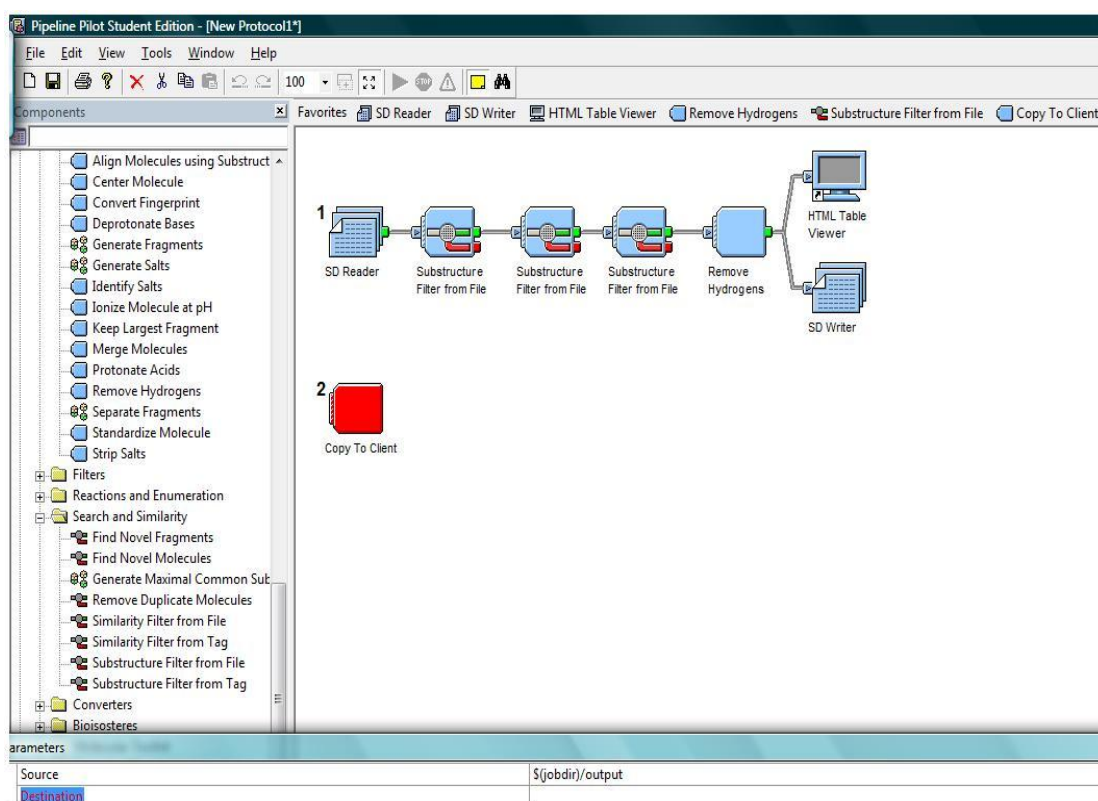 Pipeline Pilot Student Edition - [New Protocol1*]
File Edit View Tools Window Help
100
Components
Favorites SD Reader SD Writer HTML Table Viewer Remove Hydrogens Substructure Filter from File Copy To Client
Align Molecules using Substruct
Center Molecule
Convert Fingerprint
Deprotonate Bases
Generate Fragments
Generate Salts
Identify Salts
Ionize Molecule at pH
Keep Largest Fragment
Merge Molecules
Protonate Acids
Remove Hydrogens
Separate Fragments
Standardize Molecule
Strip Salts
Filters
Reactions and Enumeration
Search and Similarity
Find Novel Fragments
Find Novel Molecules
Generate Maximal Common Sub
Remove Duplicate Molecules
Similarity Filter from File
Similarity Filter from Tag
Substructure Filter from File
Substructure Filter from Tag
Converters
Bioisosteres
1
SD Reader
Substructure
Filter from File
Substructure
Filter from File
Substructure
Filter from File
Remove
Hydrogens
HTML Table
Viewer
SD Writer
2
Copy To Client
arameters
Source $(jobdir)/output
Destination